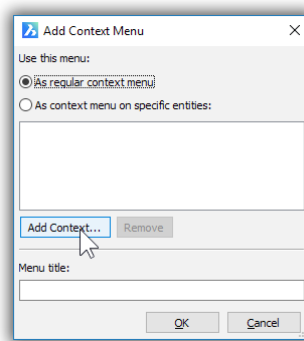 Add Context Menu
Use this menu:
As regular context menu
As context menu on specific entities:
Add Context... Remove
Menu title:
OK Cancel